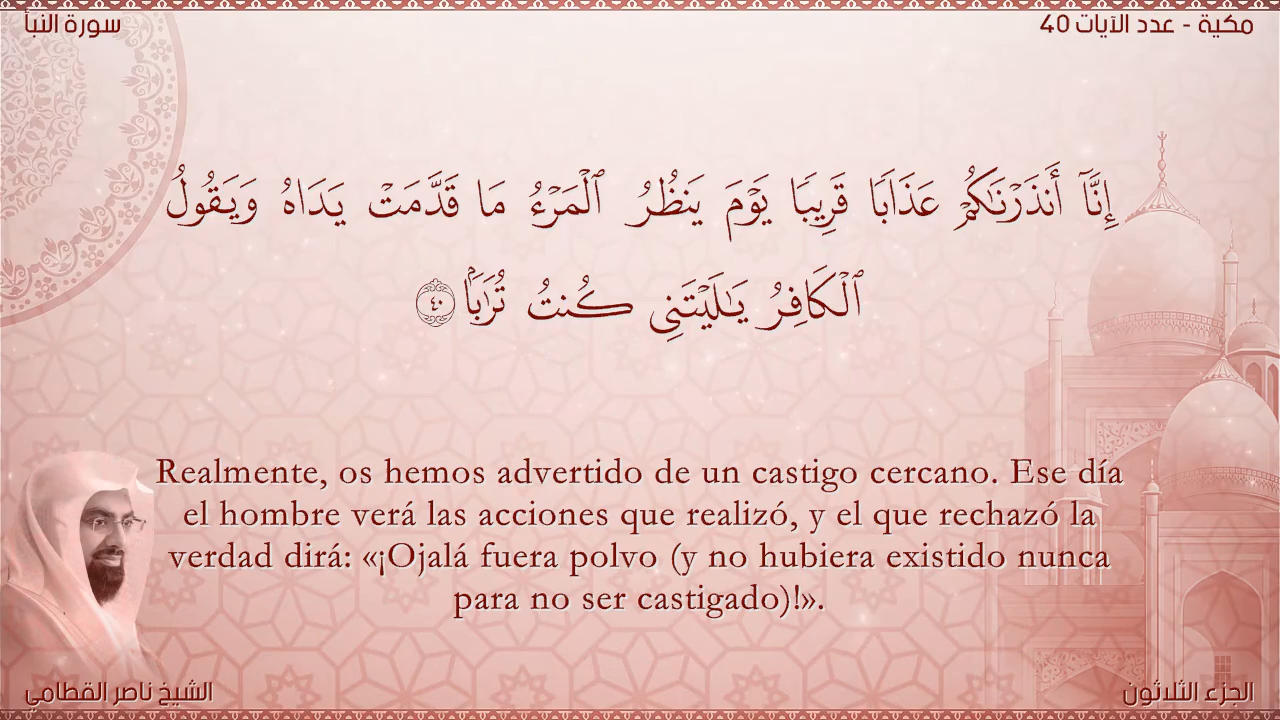 مكية - عدد الآيات 40
سورة النبأ
إِنَّآ أَنذَرْنَٰكُمْ عَذَابًا قَرِيبًا يَوْمَ يَنظُرُ ٱلْمَرْءُ مَا قَدَّمَتْ يَدَاهُ وَيَقُولُ
ٱلْكَافِرُ يَٰلَيْتَنِى كُنتُ تُرَٰبًۢا ٤٠
Realmente, os hemos advertido de un castigo cercano. Ese día
el hombre verá las acciones que realizó, y el que rechazó la
verdad dirá: «¡Ojalá fuera polvo (y no hubiera existido nunca
para no ser castigado)!».
الجزء الثلاثون
الشيخ ناصر القطامي